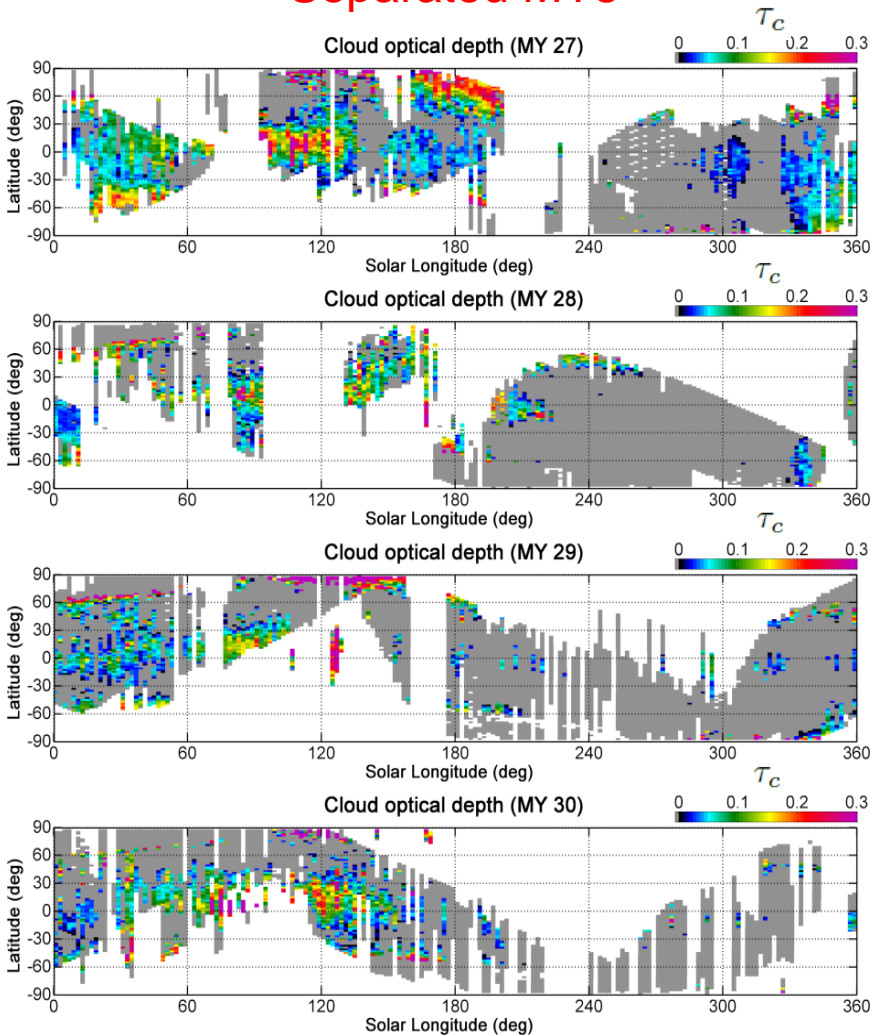 Separated MYs
τc
Cloud optical depth (MY 27)
0 0.1 0.2 0.3
Latitude (deg)
90
60
30
0
-30
-60
-90
0 60 120 180 240 300 360
Solar Longitude (deg)
τc
Cloud optical depth (MY 28)
0 0.1 0.2 0.3
Latitude (deg)
90
60
30
0
-30
-60
-90
0 60 120 180 240 300 360
Solar Longitude (deg)
τc
Cloud optical depth (MY 29)
0 0.1 0.2 0.3
Latitude (deg)
90
60
30
0
-30
-60
-90
0 60 120 180 240 300 360
Solar Longitude (deg)
τc
Cloud optical depth (MY 30)
0 0.1 0.2 0.3
Latitude (deg)
90
60
30
0
-30
-60
-90
0 60 120 180 240 300 360
Solar Longitude (deg)